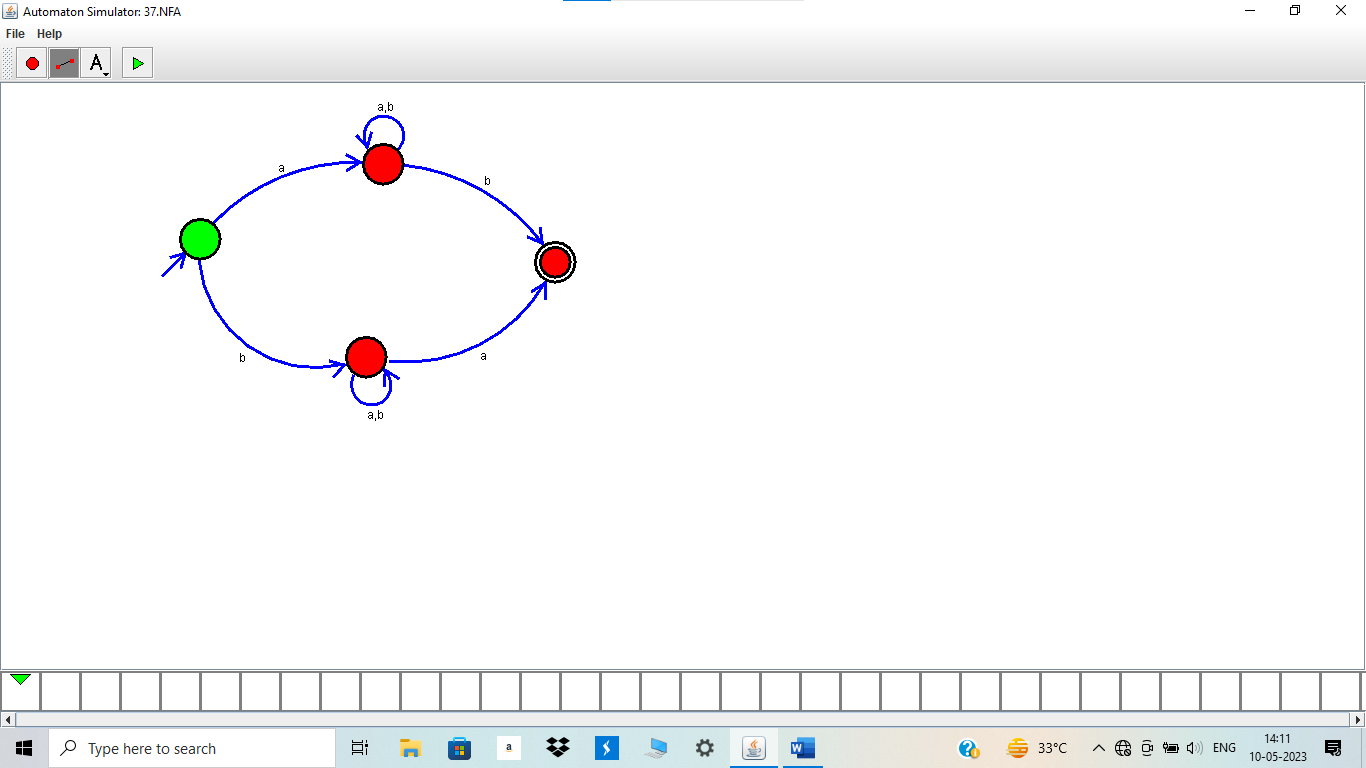 Automaton Simulator: 37.NFA
File Help
A
a,b
a
b
b
a
a,b
a
W
Type here to search
33°C
ENG
14:11
10-05-2023